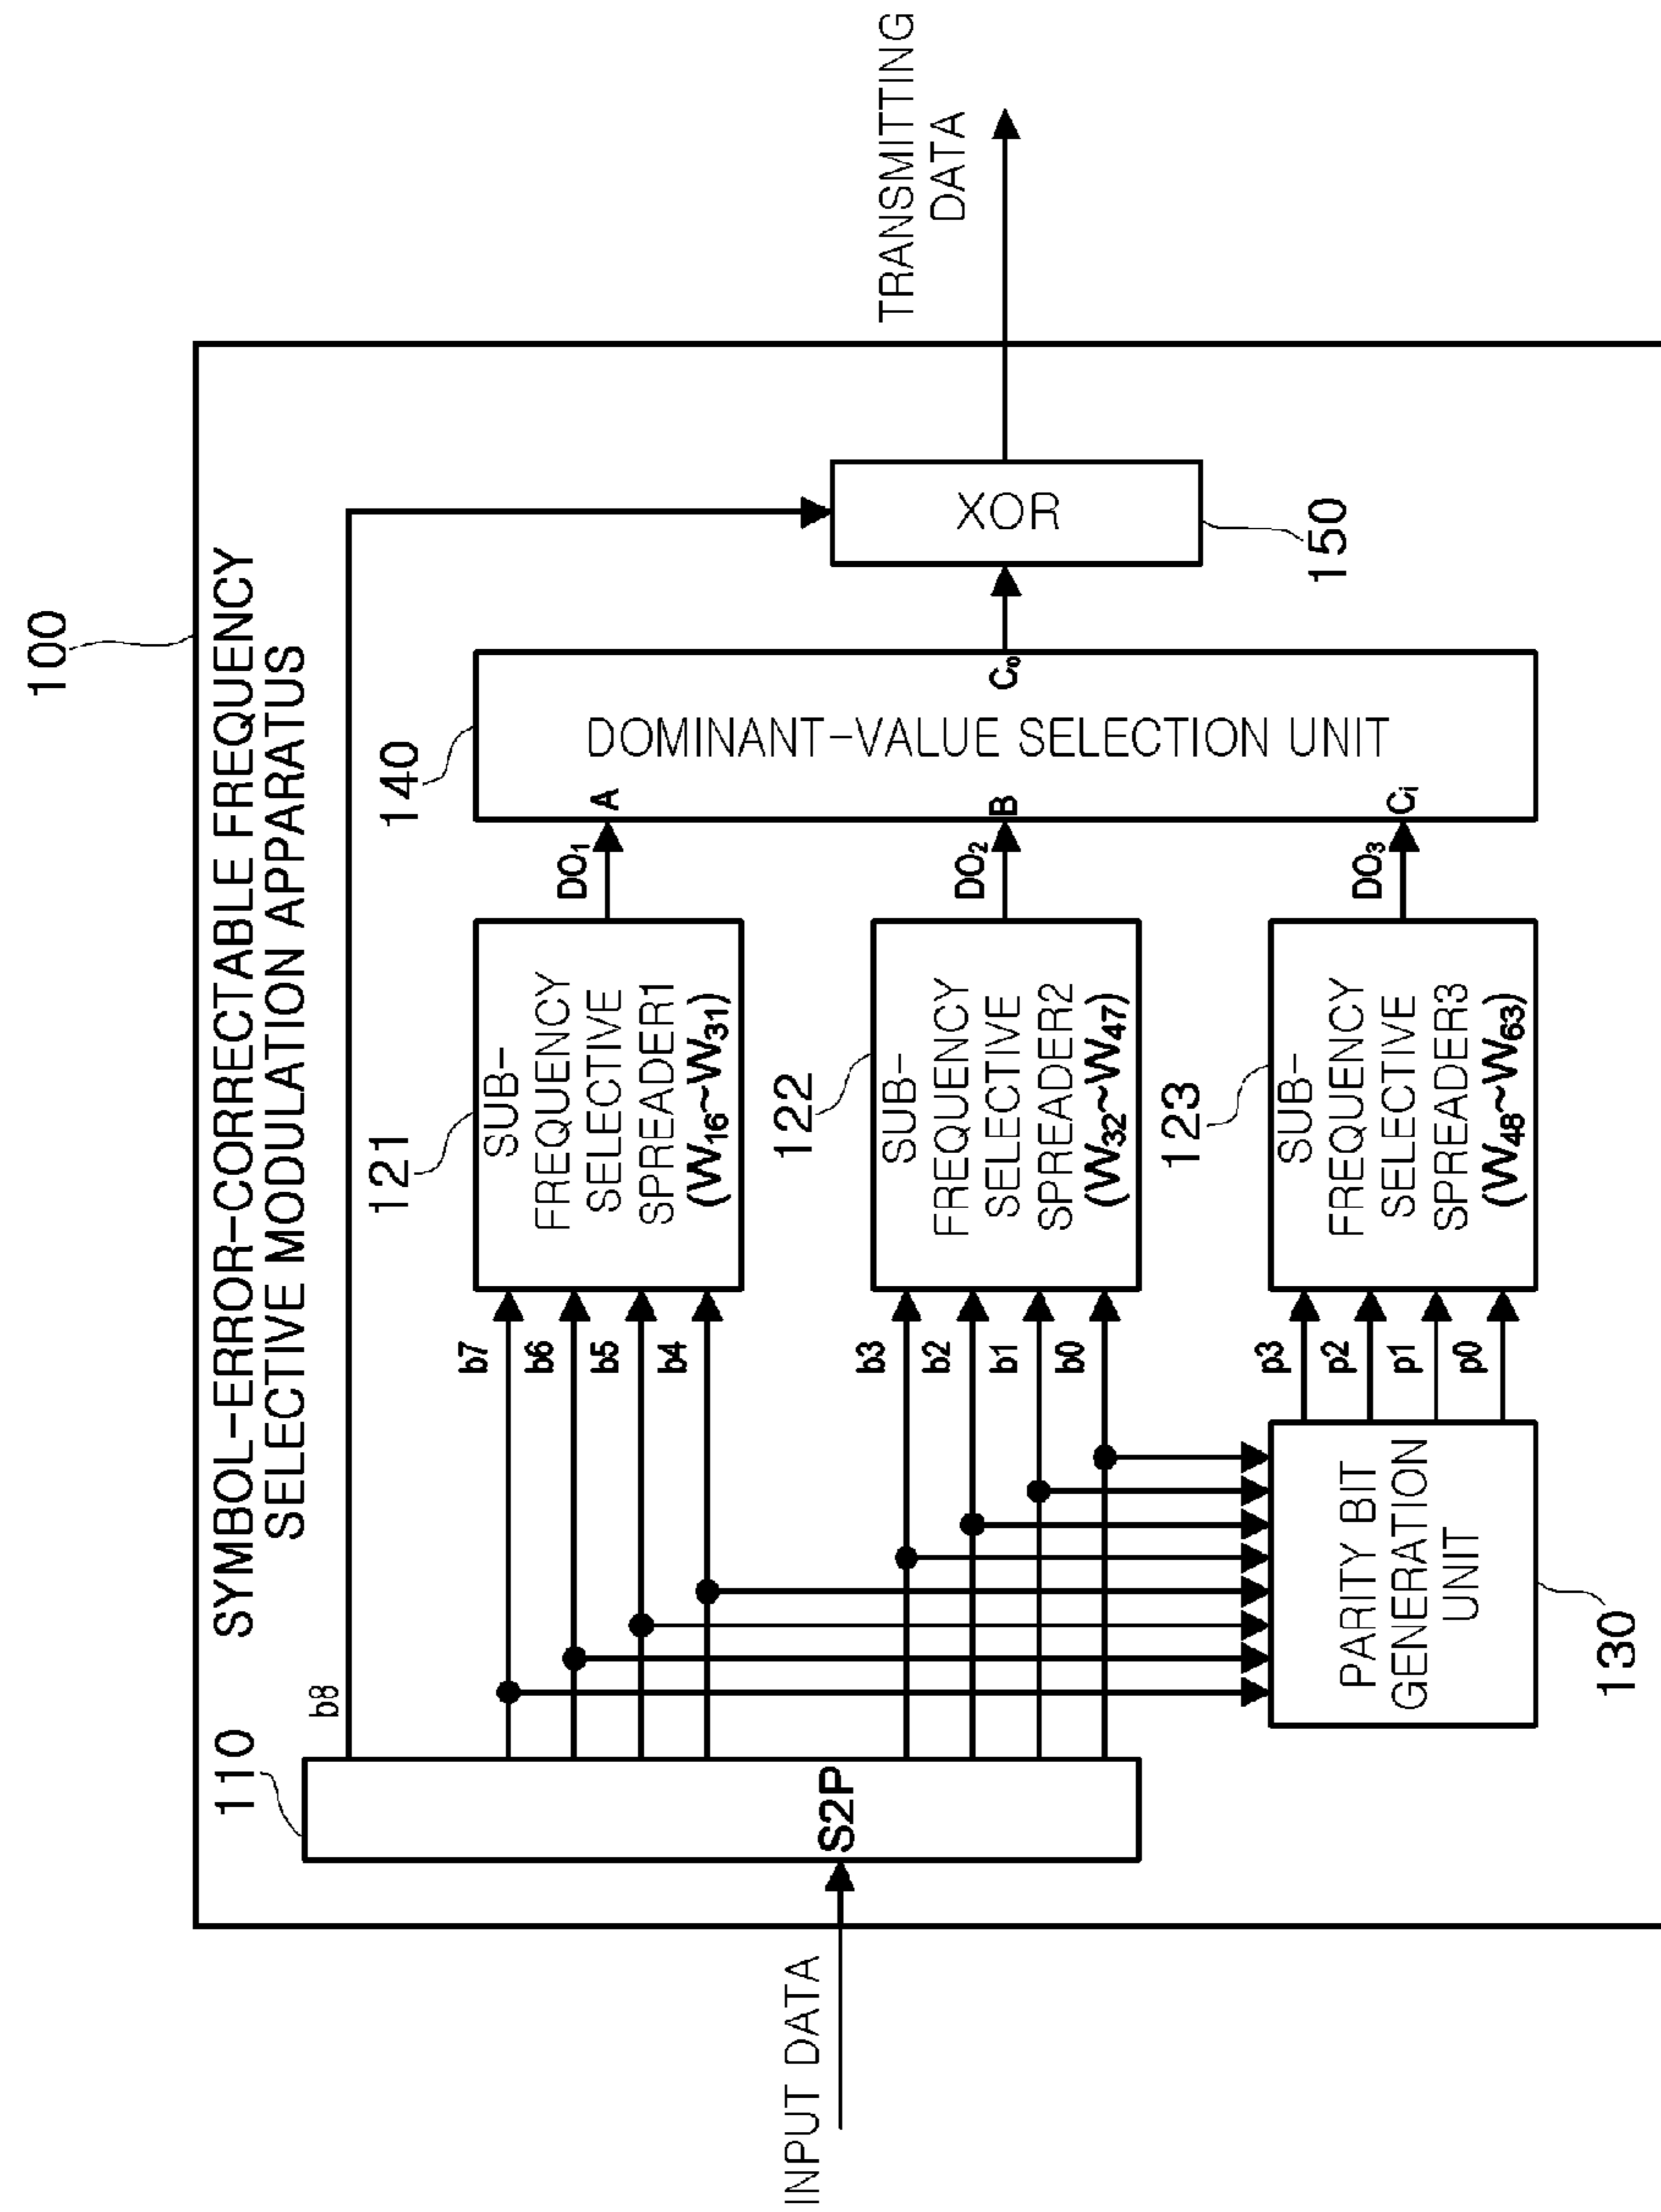 100
110
SYMBOL-ERROR-CORRECTABLE FREQUENCY
SELECTIVE MODULATION APPARATUS
b8
INPUT DATA
S2P
b7
b6
b5
b4
b3
b2
b1
b0
121
SUB-
FREQUENCY
SELECTIVE
SPREADER1
(W16~W31)
122
SUB-
FREQUENCY
SELECTIVE
SPREADER2
(W32~W47)
130
PARITY BIT
GENERATION
UNIT
p3
p2
p1
p0
123
SUB-
FREQUENCY
SELECTIVE
SPREADER3
(W48~W63)
DO1
DO2
DO3
140
A
B
Ci
DOMINANT-VALUE SELECTION UNIT
Co
XOR
150
TRANSMITTING
DATA